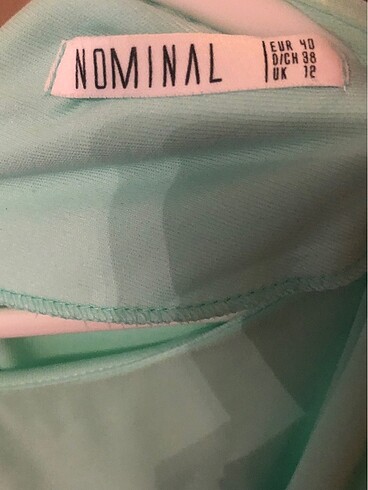 NOMINAL
EUR 40
D/CH 38
UK 12